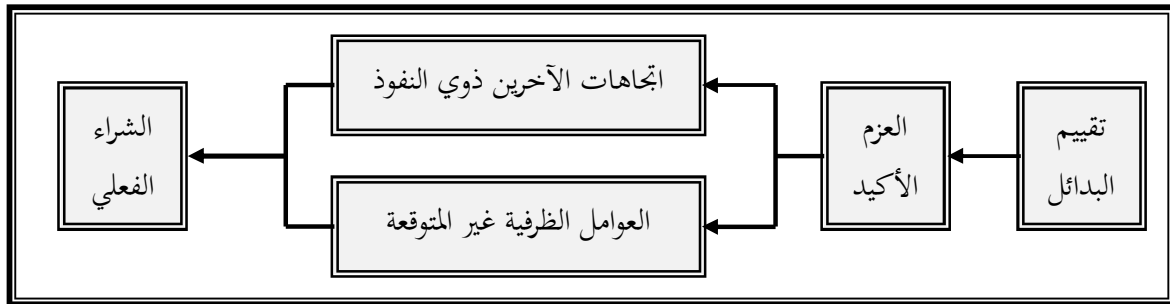 تقييم
البدائل
العزم
الأكيد
اتجاهات الآخرين ذوي النفوذ
العوامل الظرفية غير المتوقعة
الشراء
الفعلي